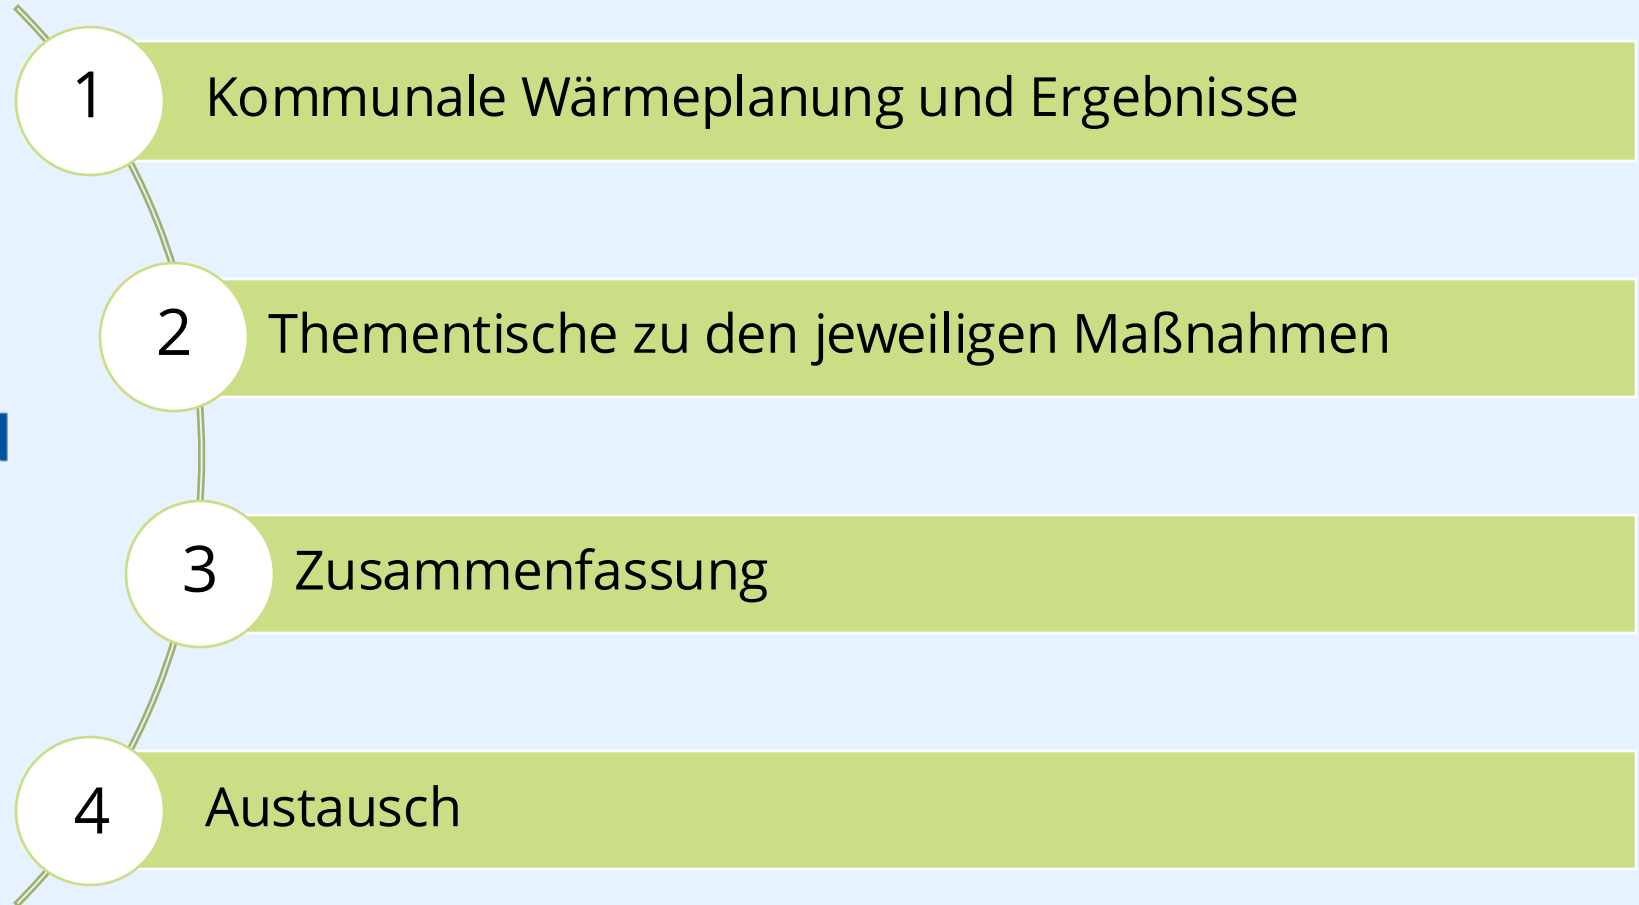 1 Kommunale Wärmeplanung und Ergebnisse
2 Thementische zu den jeweiligen Maßnahmen
3 Zusammenfassung
4 Austausch